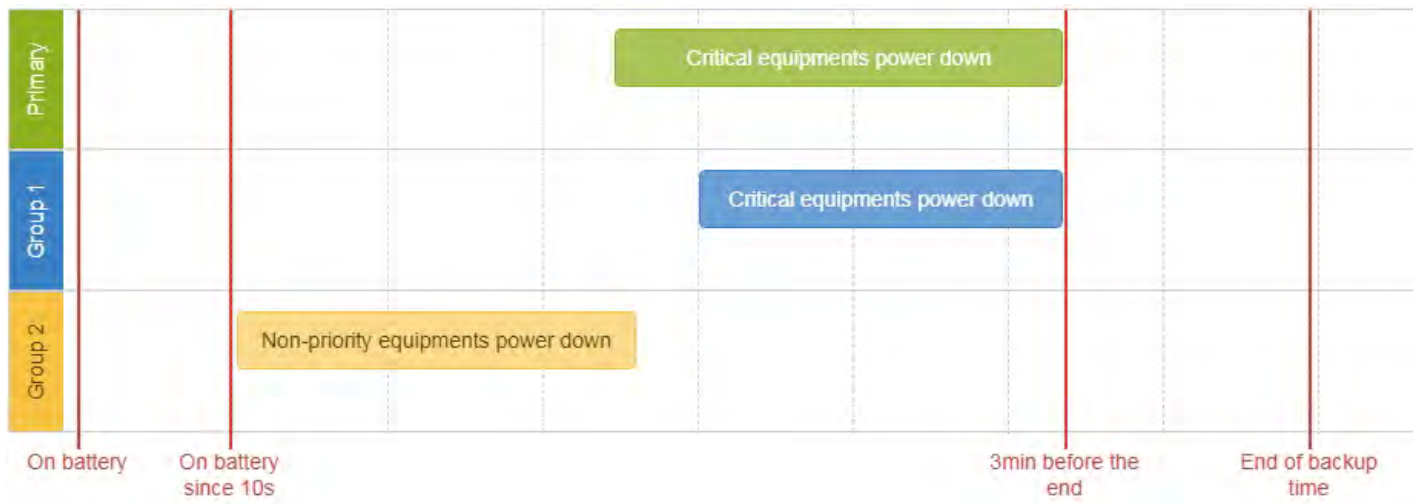 Primary
Critical equipments power down
Group 1
Critical equipments power down
Group 2
Non-priority equipments power down
On battery
On battery
since 10s
3min before the
end
End of backup
time